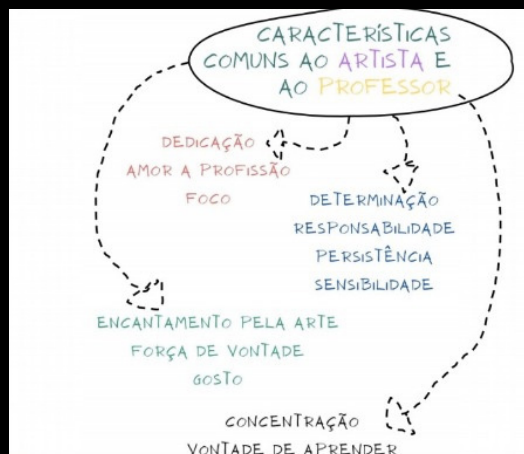 CARACTERÍSTICAS
COMUNS AO ARTISTA E
AO PROFESSOR
DEDICAÇÃO
AMOR A PROFISSÃO
FOCO
DETERMINAÇÃO
RESPONSABILIDADE
PERSISTÊNCIA
SENSIBILIDADE
ENCANTAMENTO PELA ARTE
FORÇA DE VONTADE
GOSTO
CONCENTRAÇÃO
VONTADE DE APRENDER